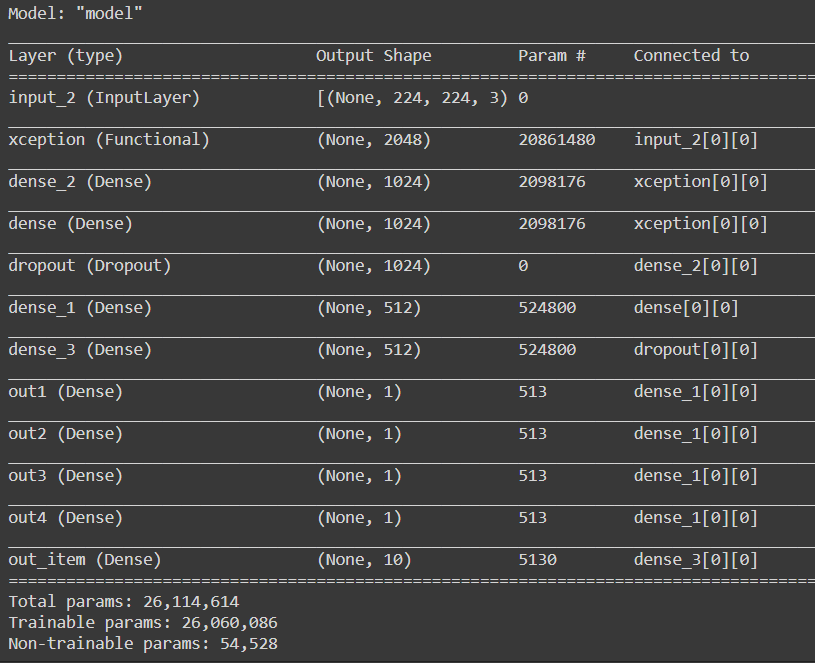 Model: "model"
Layer (type) Output Shape Param # Connected to
input_2 (InputLayer) [(None, 224, 224, 3) 0
xception (Functional) (None, 2048) 20861480 input_2[0][0]
dense_2 (Dense) (None, 1024) 2098176 xception[0][0]
dense (Dense) (None, 1024) 2098176 xception[0][0]
dropout (Dropout) (None, 1024) 0 dense_2[0][0]
dense_1 (Dense) (None, 512) 524800 dense[0][0]
dense_3 (Dense) (None, 512) 524800 dropout[0][0]
out1 (Dense) (None, 1) 513 dense_1[0][0]
out2 (Dense) (None, 1) 513 dense_1[0][0]
out3 (Dense) (None, 1) 513 dense_1[0][0]
out4 (Dense) (None, 1) 513 dense_1[0][0]
out_item (Dense) (None, 10) 5130 dense_3[0][0]
Total params: 26,114,614
Trainable params: 26,060,086
Non-trainable params: 54,528